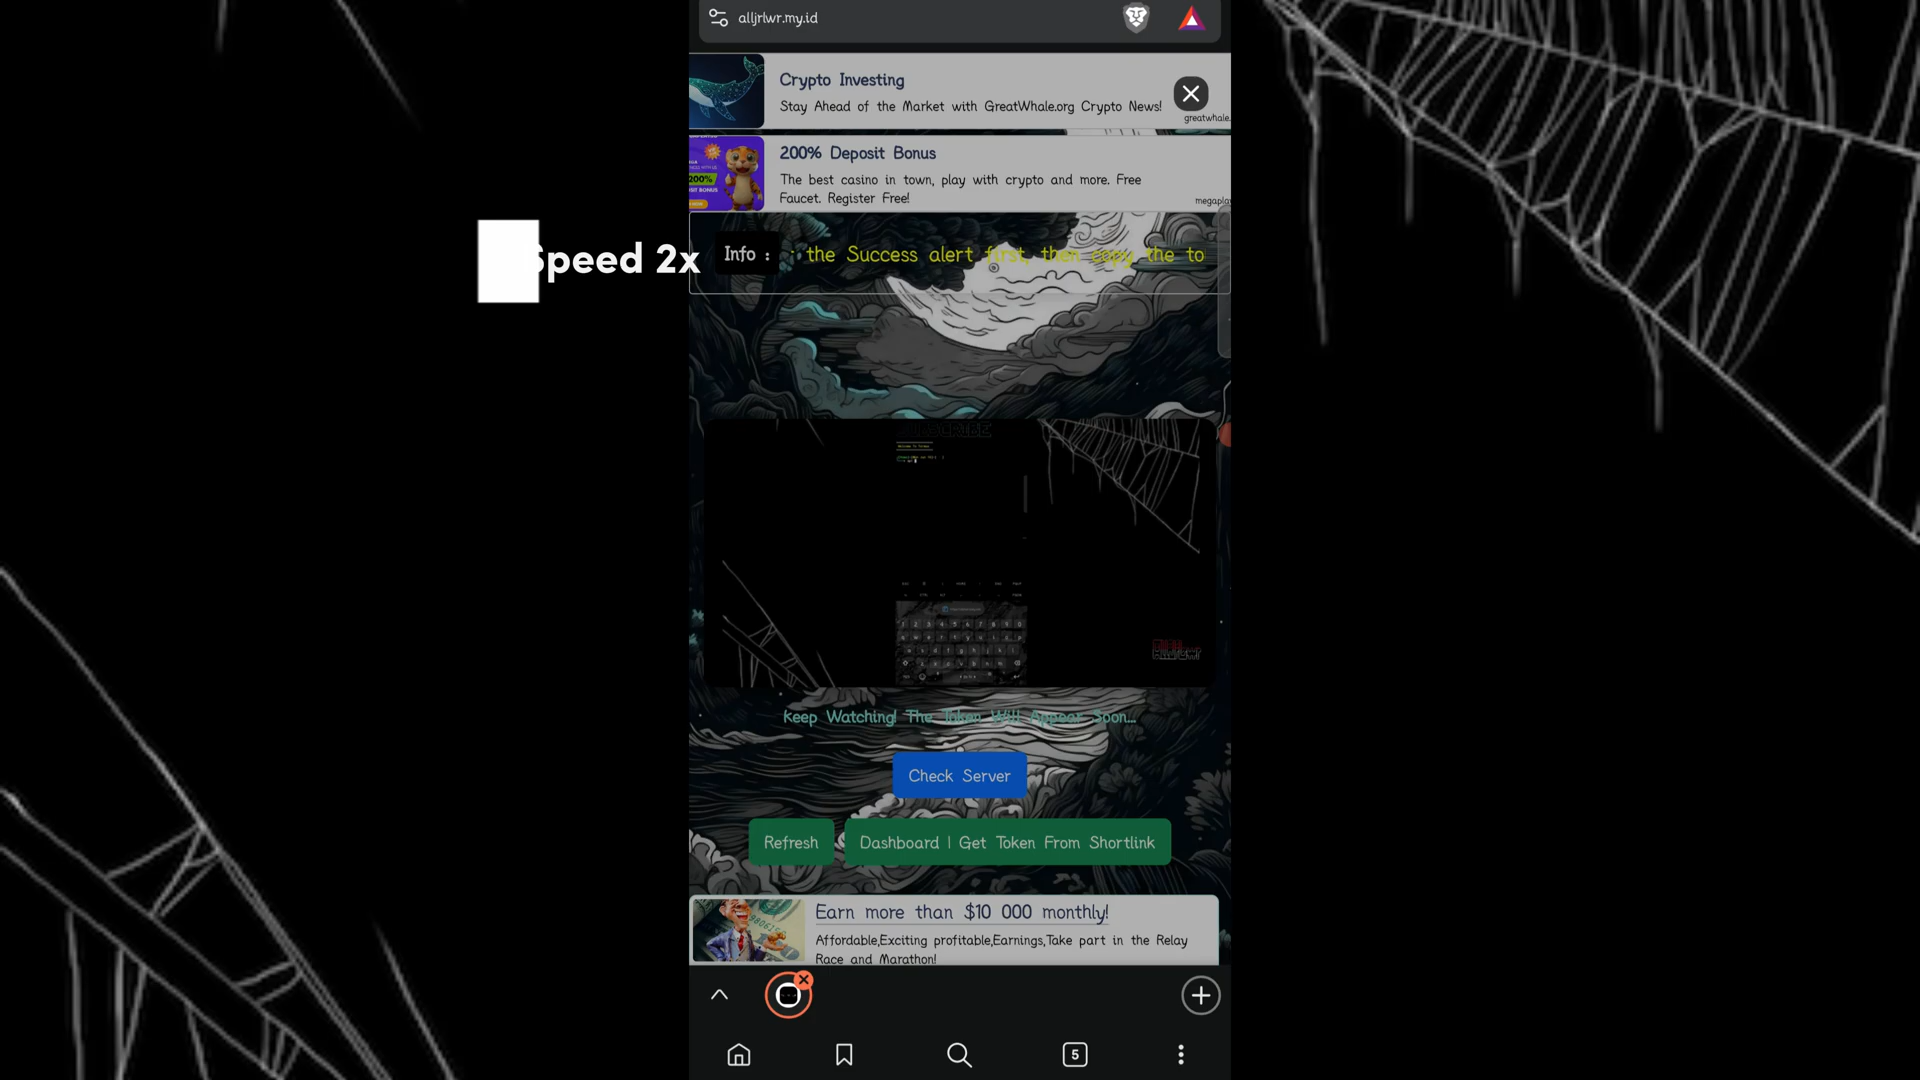 alljrlwr.my.id
Crypto Investing
Stay Ahead of the Market with GreatWhale.org Crypto News!
greatwhale.
200% Deposit Bonus
The best casino in town, play with crypto and more. Free
Faucet. Register Free!
megapla
200%
Speed 2x
Info :
the Success alert first, then copy the to
Keep Watching! The Token Will Appear Soon...
Check Server
Refresh
Dashboard | Get Token From Shortlink
Earn more than $10 000 monthly!
Affordable,Exciting profitable,Earnings,Take part in the Relay
Race and Marathon!
5